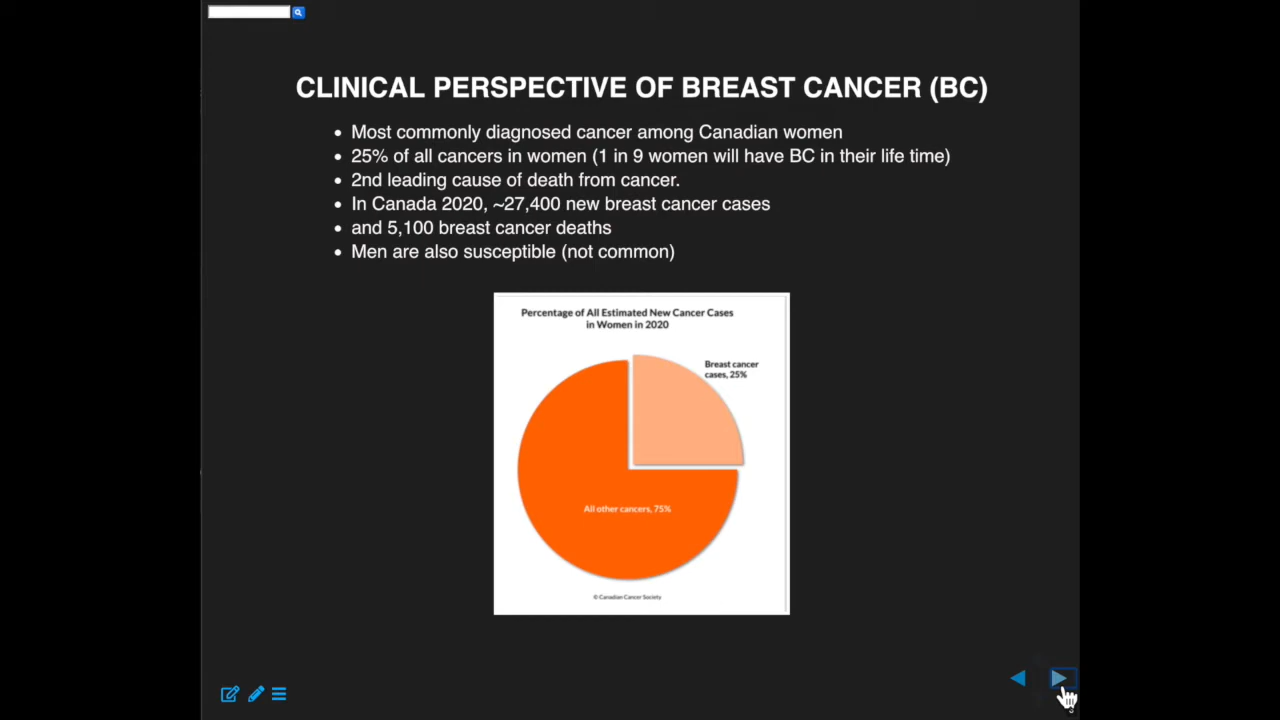 CLINICAL PERSPECTIVE OF BREAST CANCER (BC)
Most commonly diagnosed cancer among Canadian women
25% of all cancers in women (1 in 9 women will have BC in their life time)
2nd leading cause of death from cancer.
In Canada 2020, ~27,400 new breast cancer cases
and 5,100 breast cancer deaths
Men are also susceptible (not common)
Percentage of All Estimated New Cancer Cases
in Women in 2020
Breast cancer
cases, 25%
All other cancers, 75%
© Canadian Cancer Society